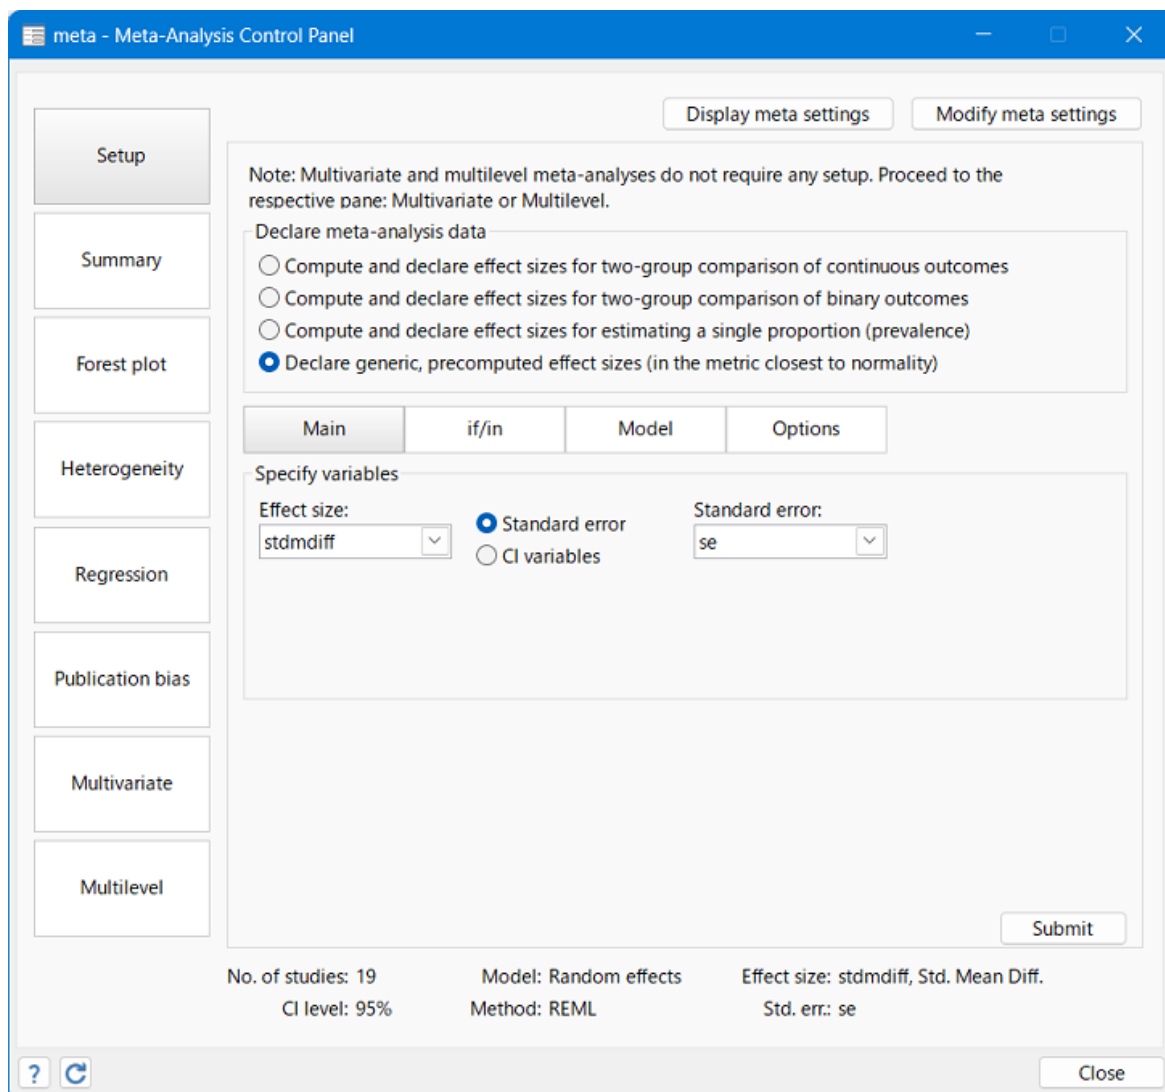 meta - Meta-Analysis Control Panel
Display meta settings
Modify meta settings
Setup
Summary
Forest plot
Heterogeneity
Regression
Publication bias
Multivariate
Multilevel
Note: Multivariate and multilevel meta-analyses do not require any setup. Proceed to the
respective pane: Multivariate or Multilevel.
Declare meta-analysis data
Compute and declare effect sizes for two-group comparison of continuous outcomes
Compute and declare effect sizes for two-group comparison of binary outcomes
Compute and declare effect sizes for estimating a single proportion (prevalence)
Declare generic, precomputed effect sizes (in the metric closest to normality)
Main
if/in
Model
Options
Specify variables
Effect size:
stdmdiff
Standard error
CI variables
Standard error:
se
Submit
No. of studies: 19
Model: Random effects
Effect size: stdmdiff, Std. Mean Diff.
CI level: 95%
Method: REML
Std. err.: se
?
Close